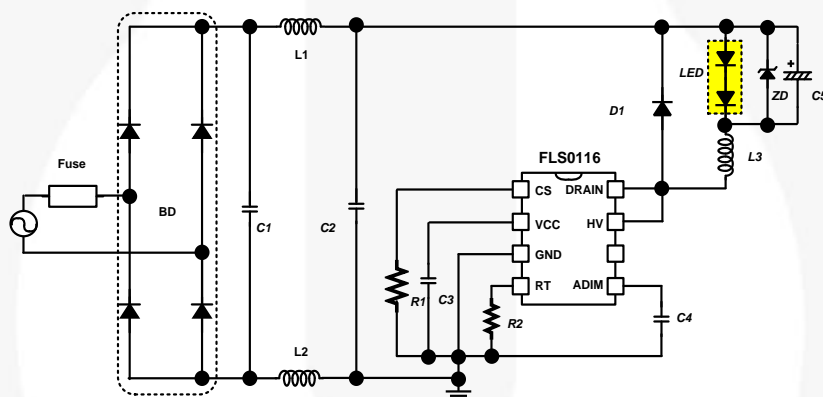 L1
LED
ZD
C5
+
D1
L3
Fuse
FLS0116
CS
DRAIN
BD
C1
C2
VCC
HV
GND
R1
C3
RT
ADIM
R2
C4
L2